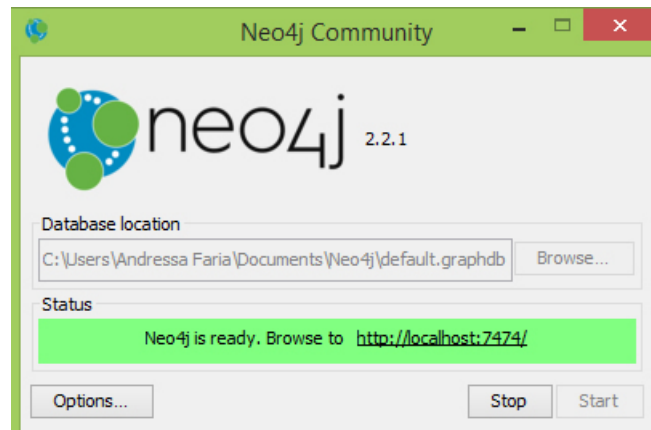 Neo4j Community
neo4j 2.2.1
Database location
C:\Users\Andressa Faria\Documents\Neo4j\default.graphdb Browse...
Status
Neo4j is ready. Browse to http://localhost:7474/
Options... Stop Start